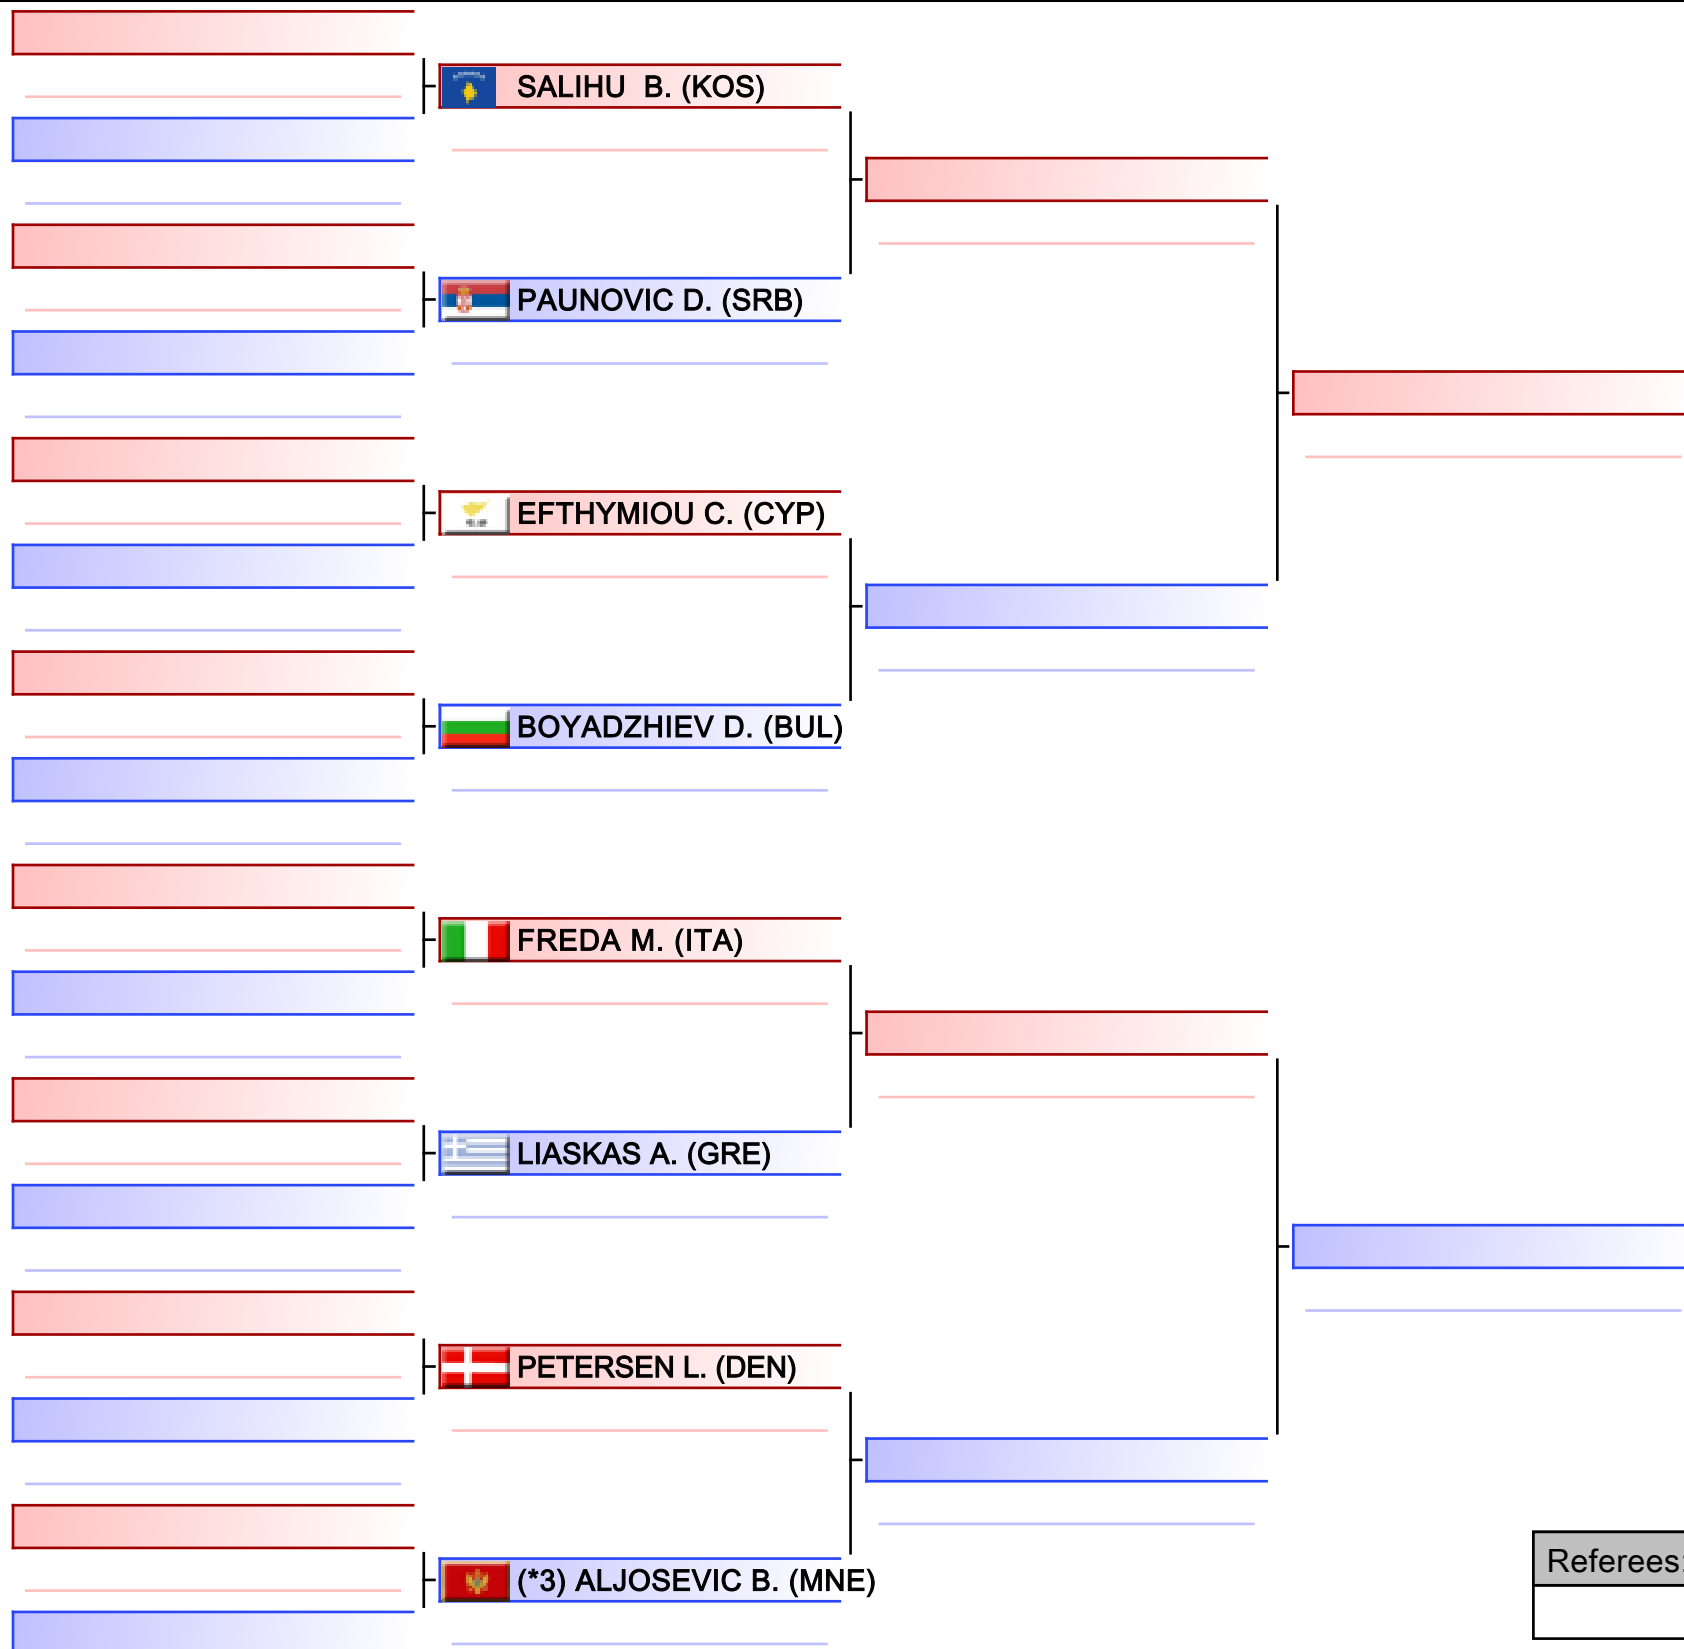 SALIHU  B. (KOS)
PAUNOVIC D. (SRB)
EFTHYMIOU C. (CYP)
BOYADZHIEV D. (BUL)
FREDA M. (ITA)
LIASKAS A. (GRE)
PETERSEN L. (DEN)
(*3) ALJOSEVIC B. (MNE)
Referees: